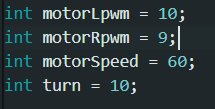 int motorLpwm = 10;
int motorRpwm = 9;
int motorSpeed = 60;
int turn = 10;